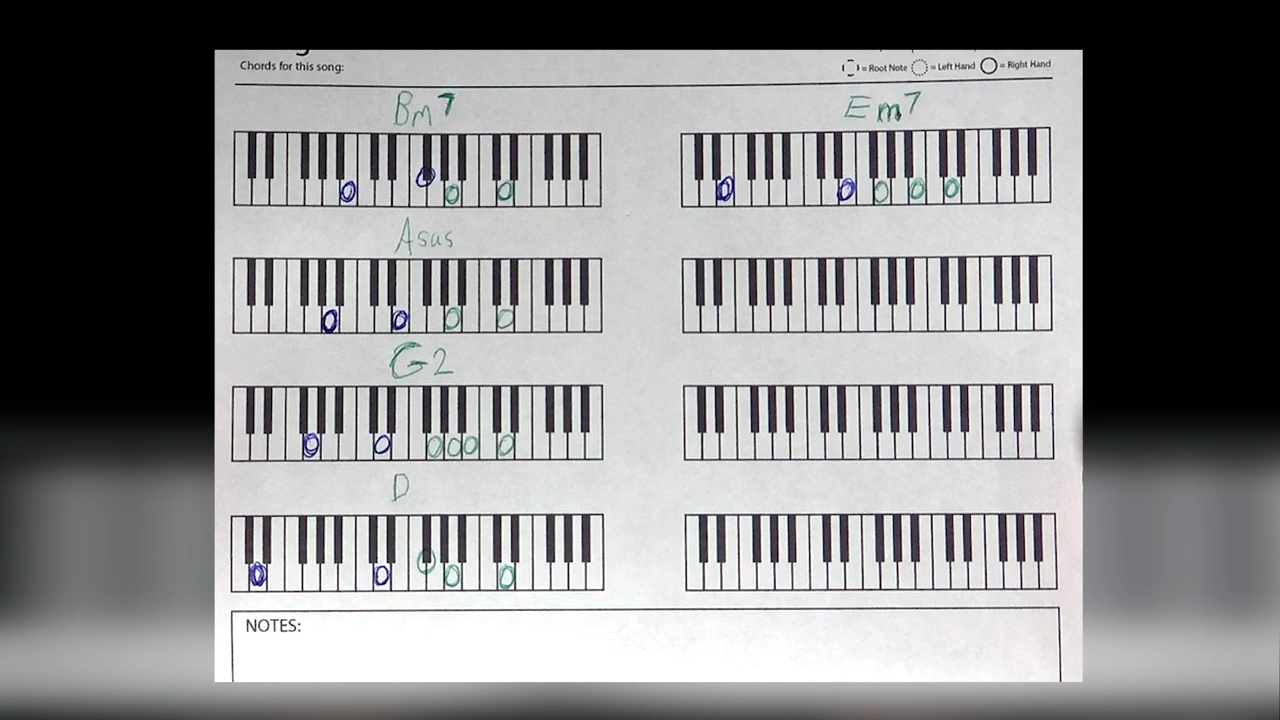 Chords for this song:
= Root Note = Left Hand = Right Hand
Bm7
Em7
Asus
G2
D
NOTES: